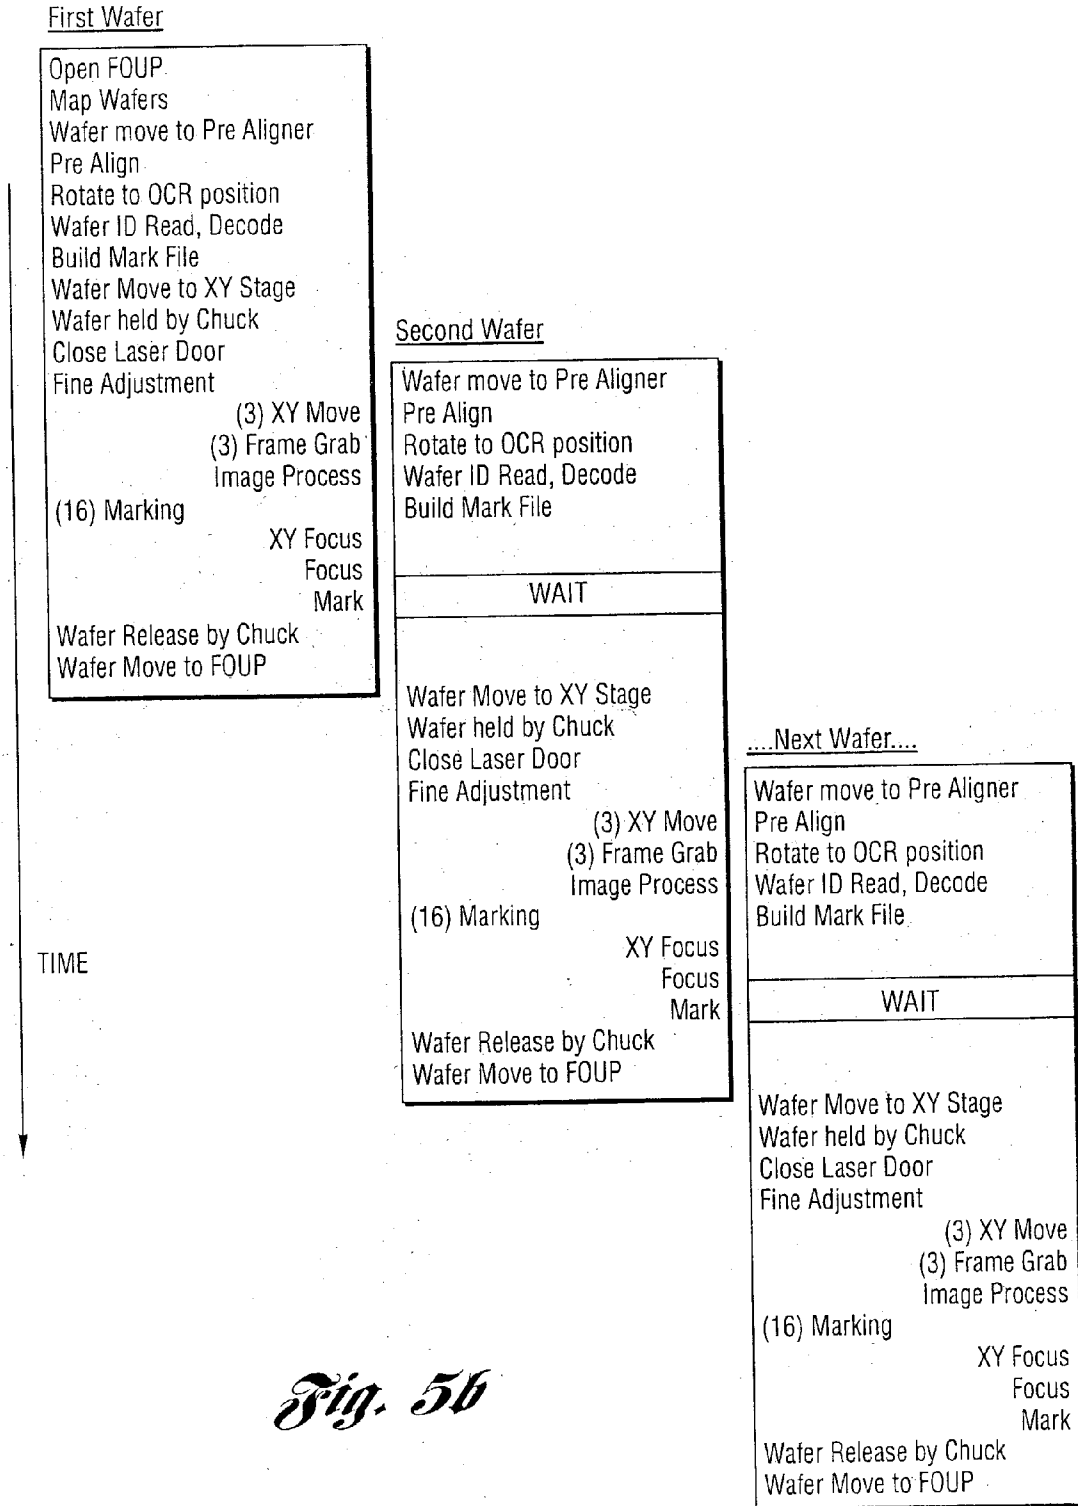 First Wafer
Open FOUP
Map Wafers
Wafer move to Pre Aligner
Pre Align
Rotate to OCR position
Wafer ID Read, Decode
Build Mark File
Wafer Move to XY Stage
Wafer held by Chuck
Close Laser Door
Fine Adjustment
(3) XY Move
(3) Frame Grab
Image Process
(16) Marking
XY Focus
Focus
Mark
Wafer Release by Chuck
Wafer Move to FOUP
Second Wafer
Wafer move to Pre Aligner
Pre Align
Rotate to OCR position
Wafer ID Read, Decode
Build Mark File
WAIT
Wafer Move to XY Stage
Wafer held by Chuck
Close Laser Door
Fine Adjustment
(3) XY Move
(3) Frame Grab
Image Process
(16) Marking
XY Focus
Focus
Mark
Wafer Release by Chuck
Wafer Move to FOUP
....Next Wafer....
Wafer move to Pre Aligner
Pre Align
Rotate to OCR position
Wafer ID Read, Decode
Build Mark File
WAIT
Wafer Move to XY Stage
Wafer held by Chuck
Close Laser Door
Fine Adjustment
(3) XY Move
(3) Frame Grab
Image Process
(16) Marking
XY Focus
Focus
Mark
Wafer Release by Chuck
Wafer Move to FOUP
TIME
Fig. 5b